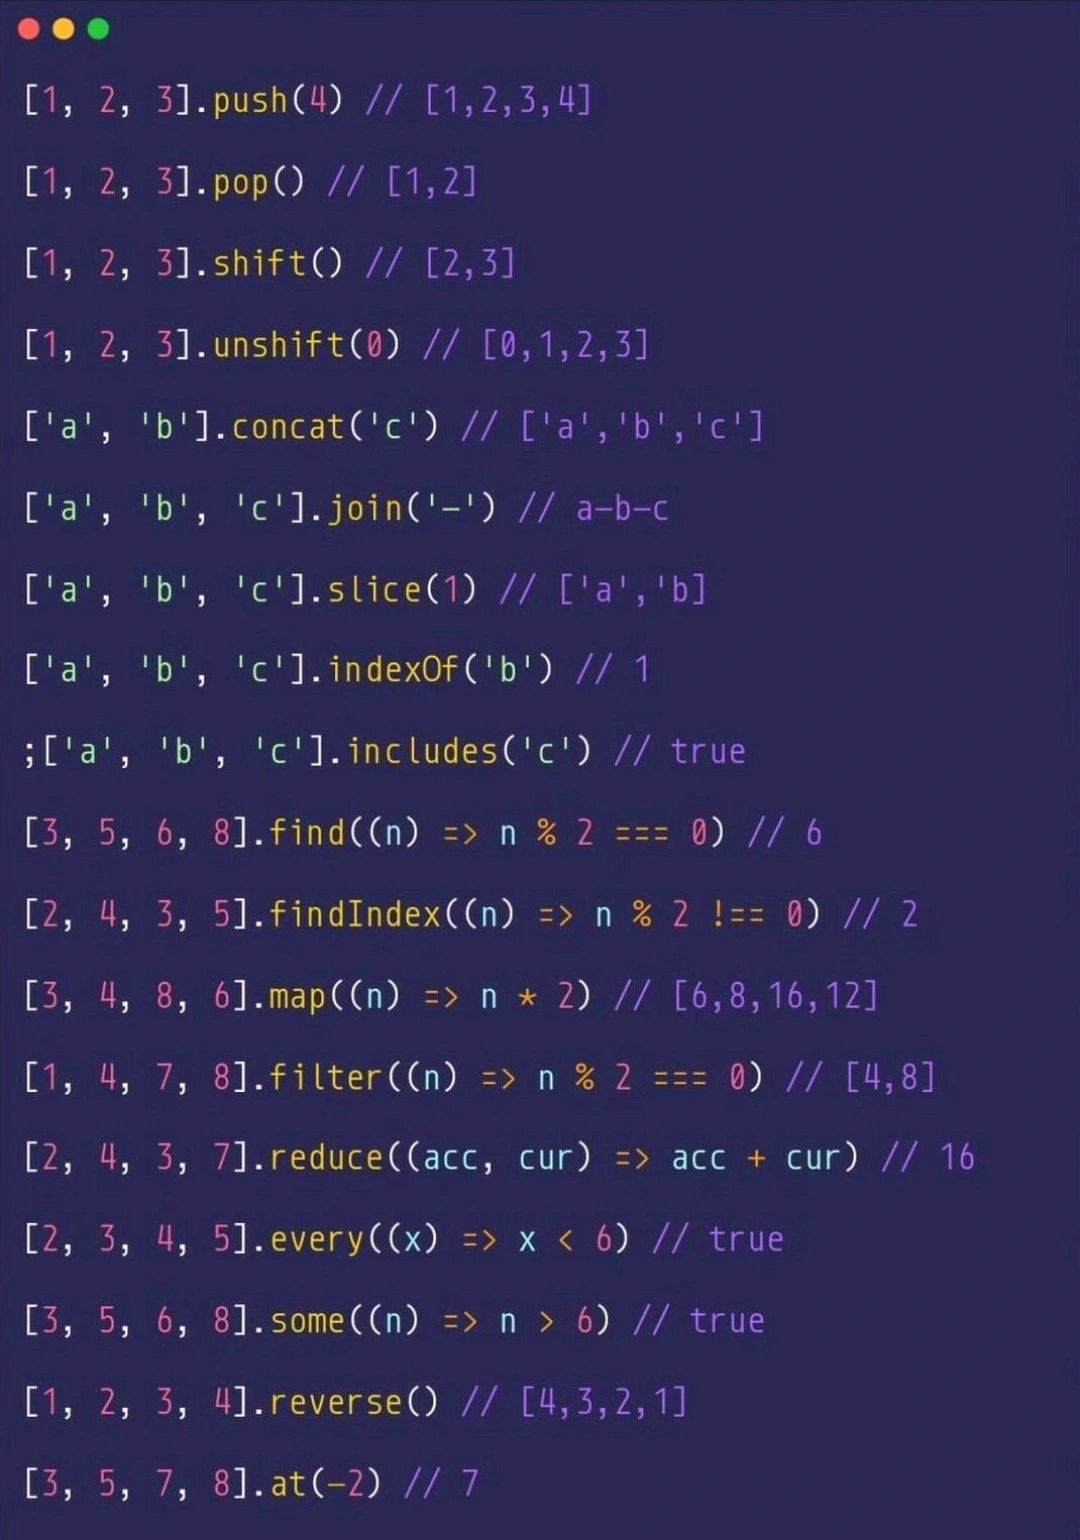 [1, 2, 3].push(4) // [1,2,3,4]
[1, 2, 3].pop() // [1,2]
[1, 2, 3].shift() // [2,3]
[1, 2, 3].unshift(0) // [0,1,2,3]
['a', 'b'].concat('c') // ['a','b','c']
['a', 'b', 'c'].join('-') // a-b-c
['a', 'b', 'c'].slice(1) // ['a','b]
['a', 'b', 'c'].indexOf('b') // 1
;['a', 'b', 'c'].includes('c') // true
[3, 5, 6, 8].find((n) => n % 2 === 0) // 6
[2, 4, 3, 5].findIndex((n) => n % 2 !== 0) // 2
[3, 4, 8, 6].map((n) => n * 2) // [6,8,16,12]
[1, 4, 7, 8].filter((n) => n % 2 === 0) // [4,8]
[2, 4, 3, 7].reduce((acc, cur) => acc + cur) // 16
[2, 3, 4, 5].every((x) => x < 6) // true
[3, 5, 6, 8].some((n) => n > 6) // true
[1, 2, 3, 4].reverse() // [4,3,2,1]
[3, 5, 7, 8].at(-2) // 7